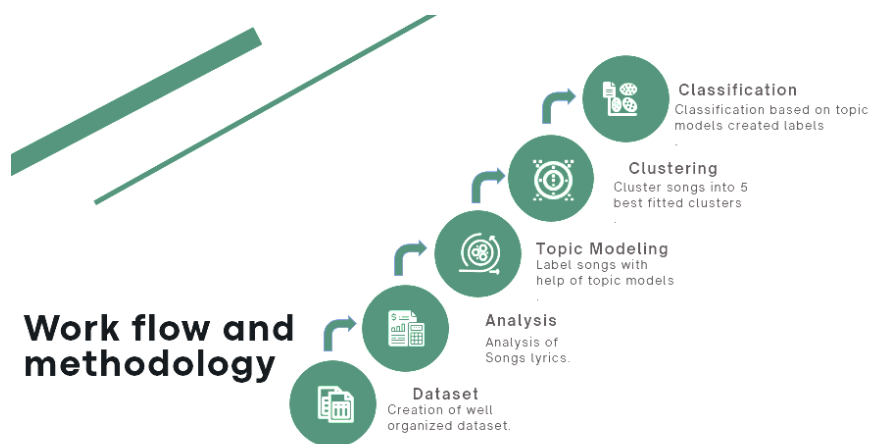 Classification
Classification based on topic
models created labels
.
Clustering
Cluster songs into 5
best fitted clusters
.
Topic Modeling
Label songs with
help of topic models
.
Work flow and
methodology
Analysis
Analysis of
Songs lyrics.
Dataset
Creation of well
organized dataset.